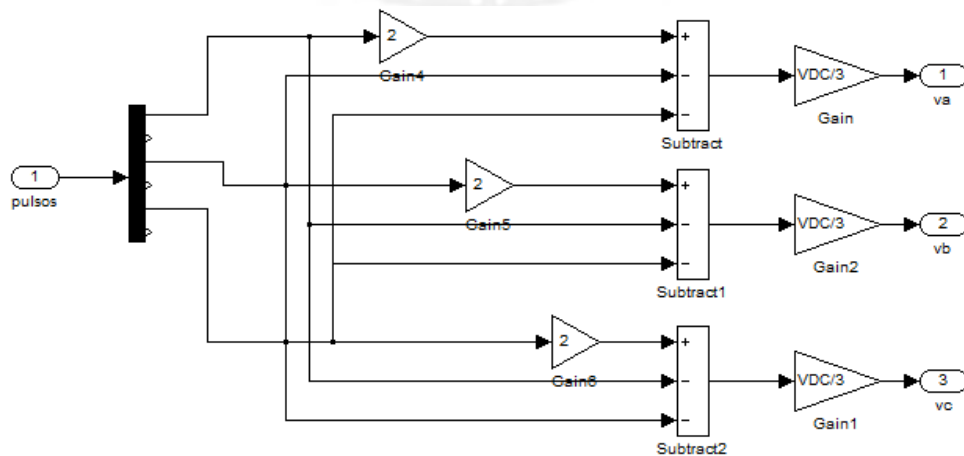 2
Gain4
+
−
−
Subtract
VDC/3
Gain
1
va
1
pulsos
2
Gain5
+
−
−
Subtract1
VDC/3
Gain2
2
vb
2
Gain6
+
−
−
Subtract2
VDC/3
Gain1
3
vc